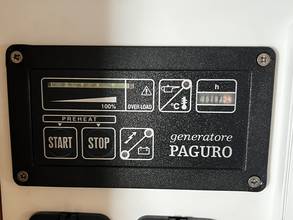 h
100% OVER-LOAD °C
PREHEAT
START STOP
generatore
PAGURO